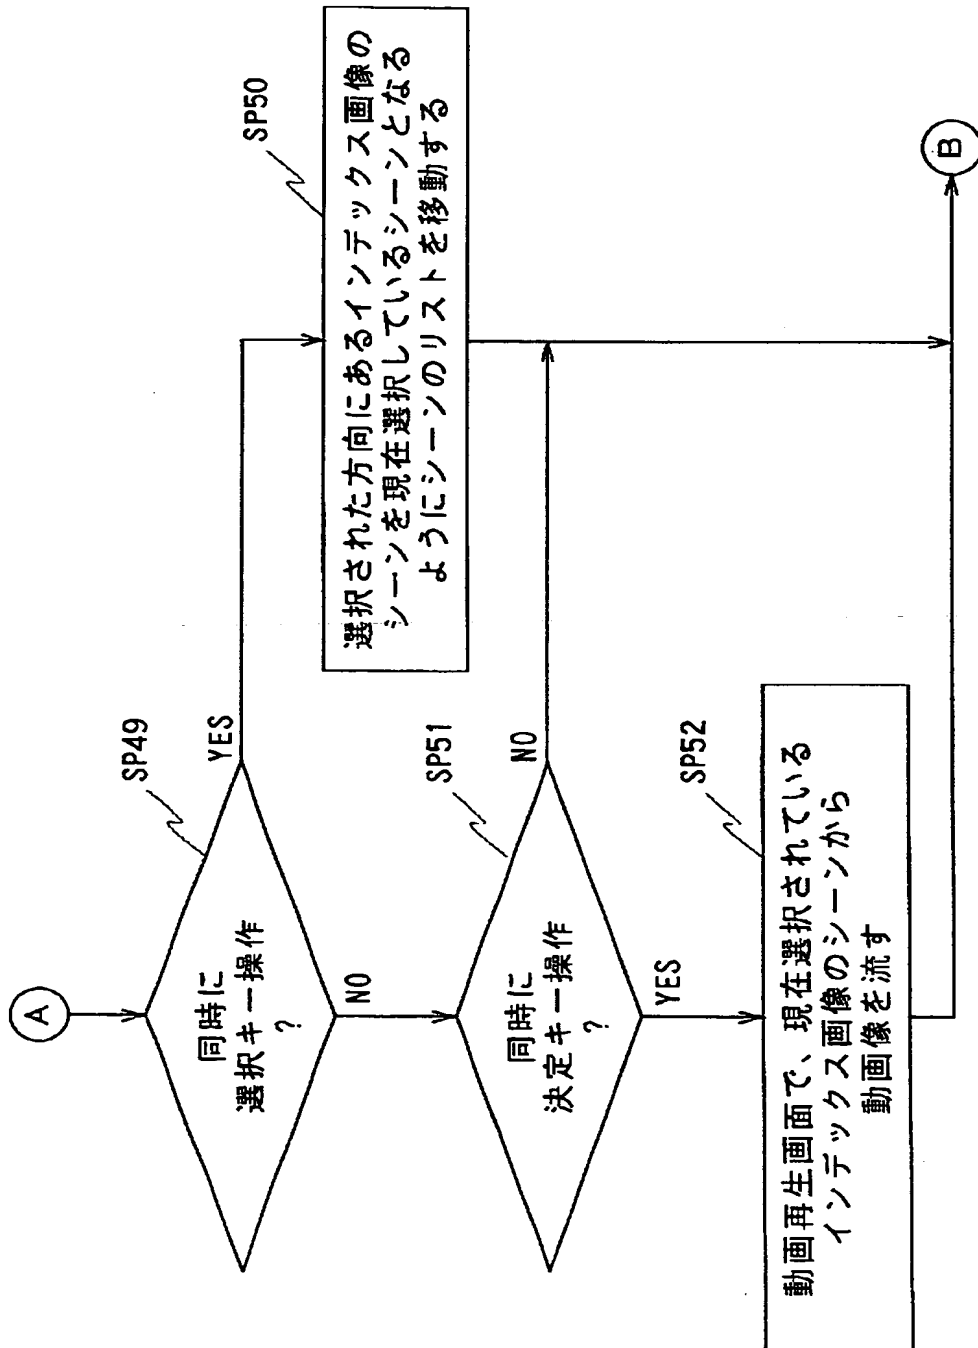 A
SP49
同時に
選択キー操作
?
YES
NO
SP50
選択された方向にあるインデックス画像の
シーンを現在選択しているシーンとなる
ようにシーンのリストを移動する
SP51
同時に
決定キー操作
?
NO
YES
SP52
動画再生画面で、現在選択されている
インデックス画像のシーンから
動画像を流す
B